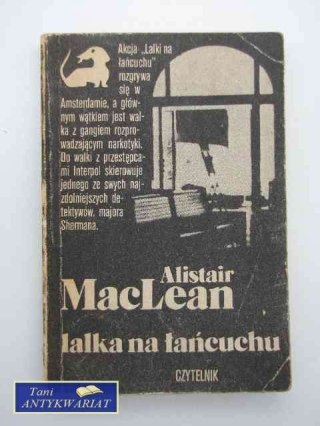 Akcja „Lalki na
łańcuchu"
rozgrywa
się w
Amsterdamie, a głów-
nym wątkiem jest wal-
ka z gangiem rozpro-
wadzającym narkotyki.
Do walki z przestępca-
mi Interpol skierowuje
jednego ze swych naj-
zdolniejszych de-
tektywów, majora
Shermana.
Alistair
MacLean
lalka na łańcuchu
CZYTELNIK
Tani
ANTYKWARIAT